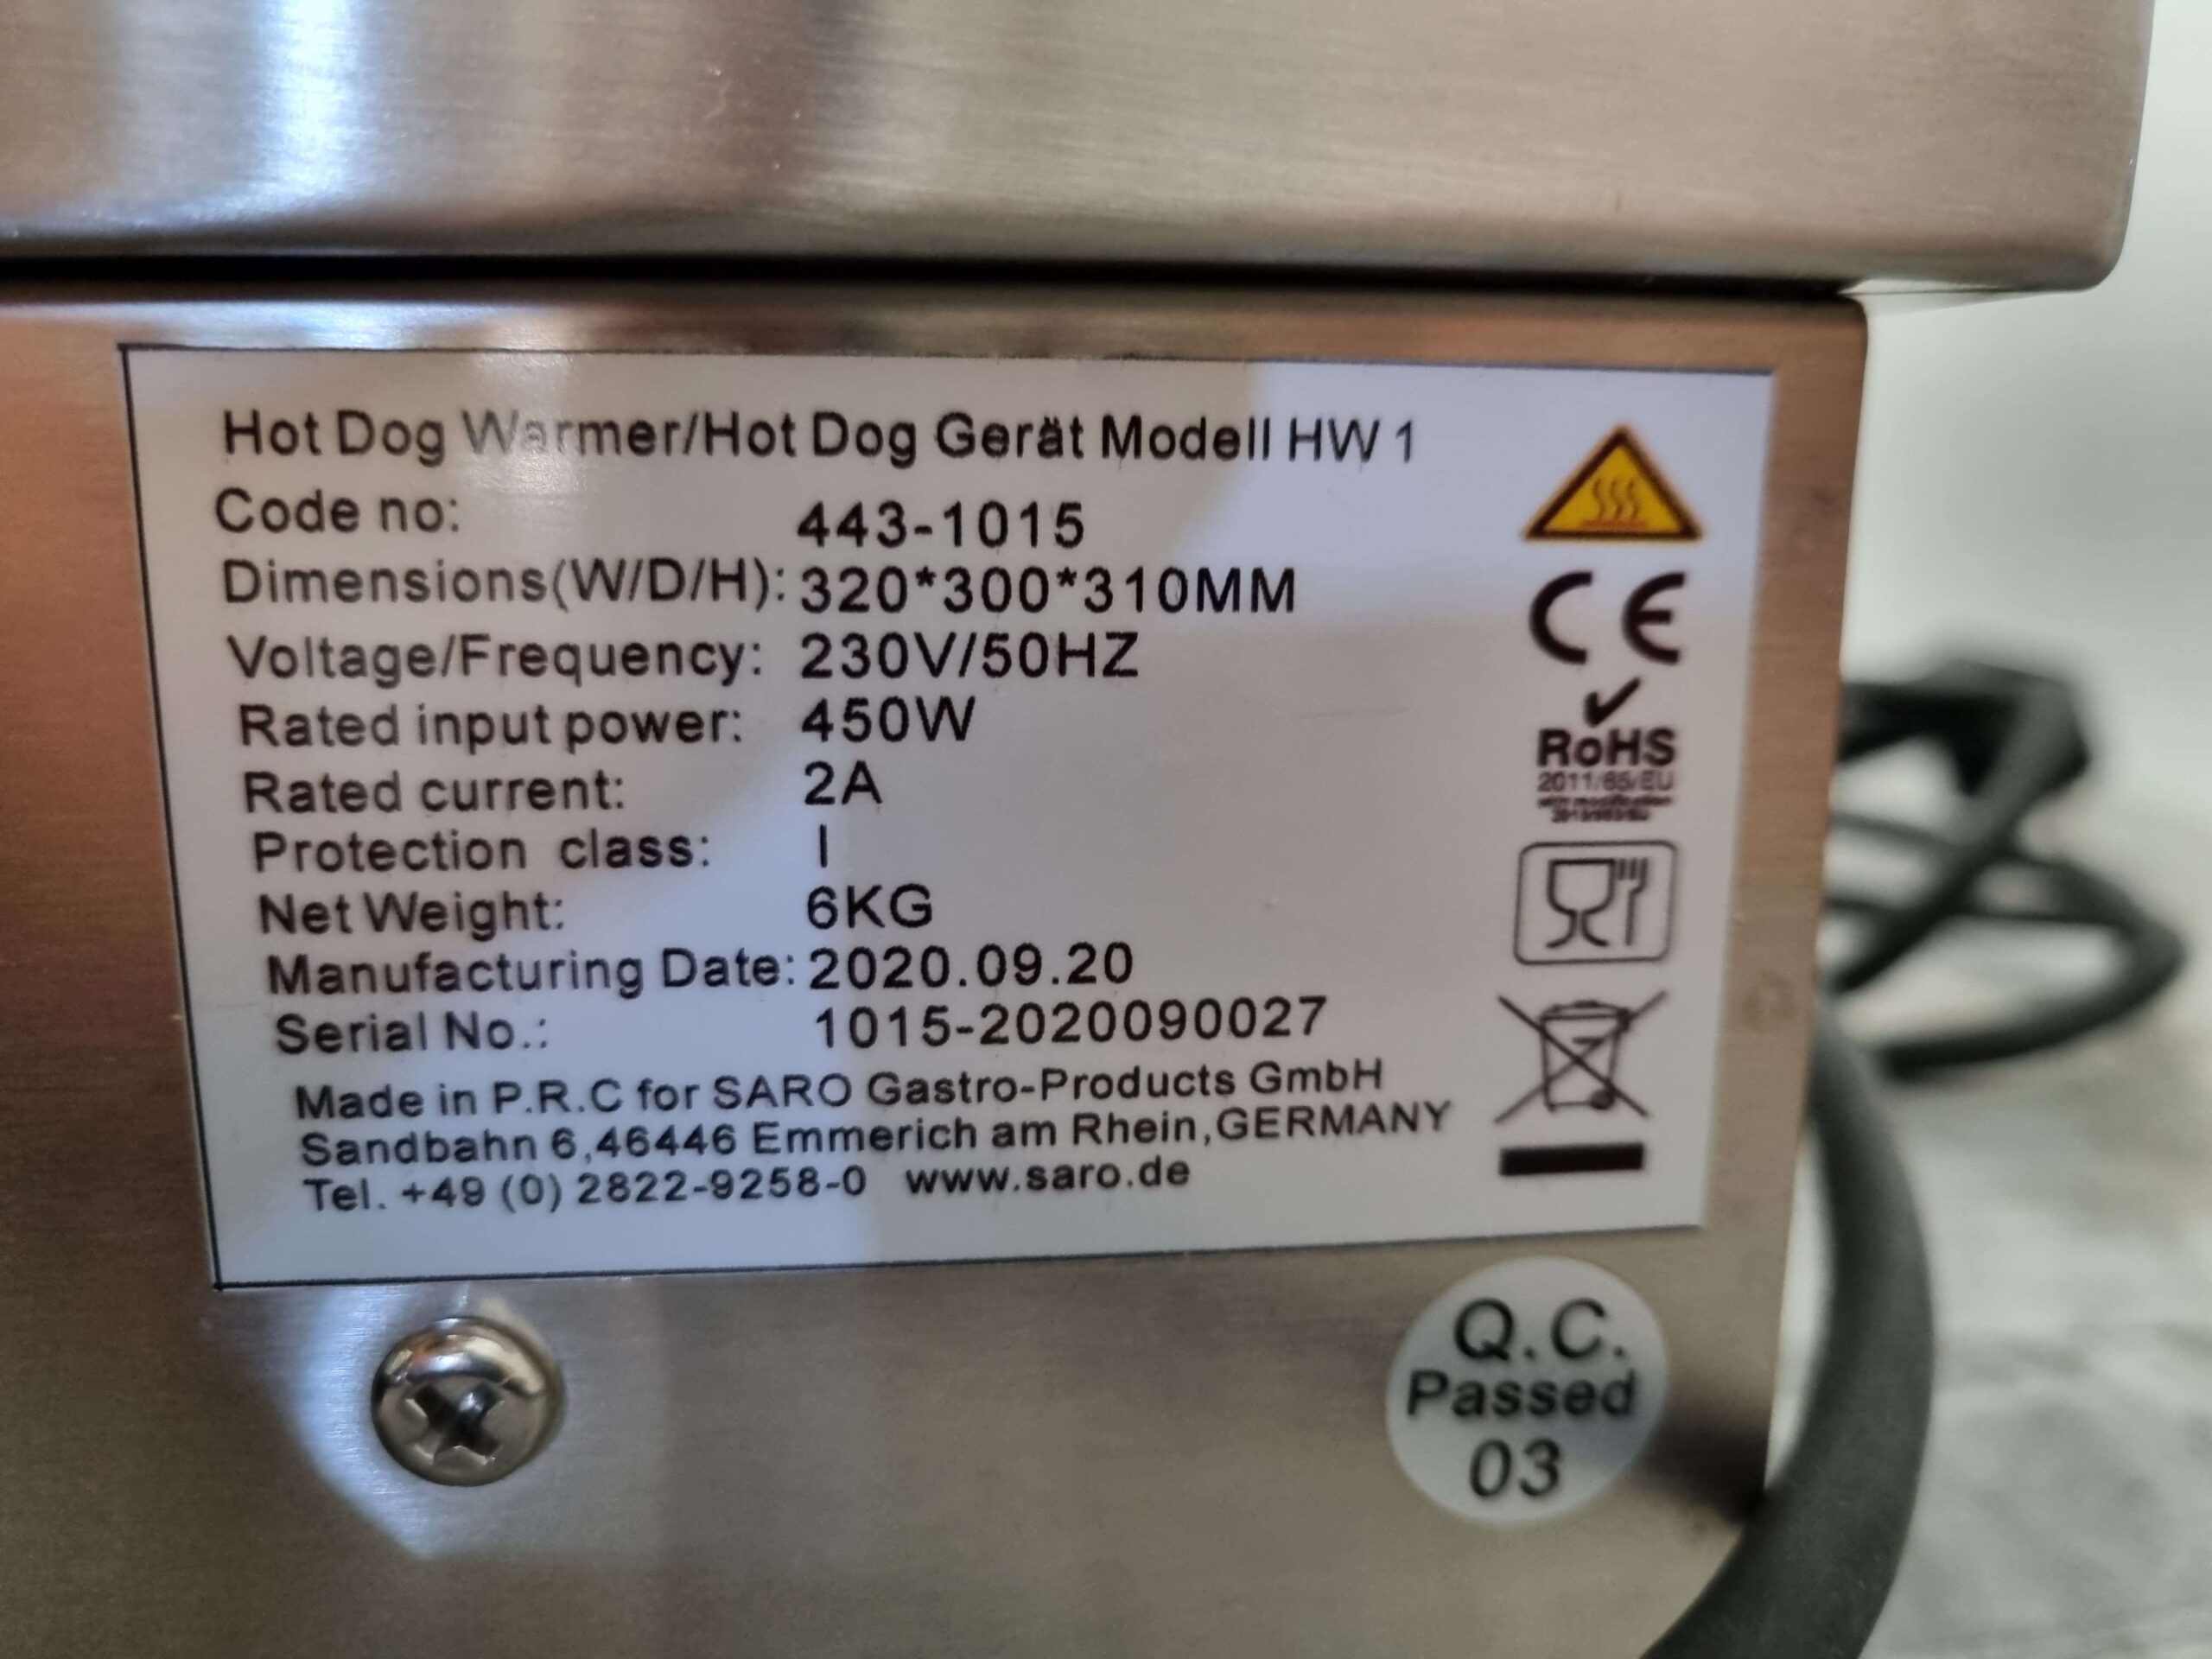 Hot Dog Warmer/Hot Dog Gerät Modell HW 1
Code no: 443-1015
Dimensions(W/D/H): 320*300*310MM
Voltage/Frequency: 230V/50HZ
Rated input power: 450W
Rated current: 2A
Protection class: I
Net Weight: 6KG
Manufacturing Date: 2020.09.20
Serial No.: 1015-2020090027
Made in P.R.C for SARO Gastro-Products GmbH
Sandbahn 6,46446 Emmerich am Rhein,GERMANY
Tel. +49 (0) 2822-9258-0 www.saro.de
CE
RoHS
2011/65/EU
Q.C.
Passed
03